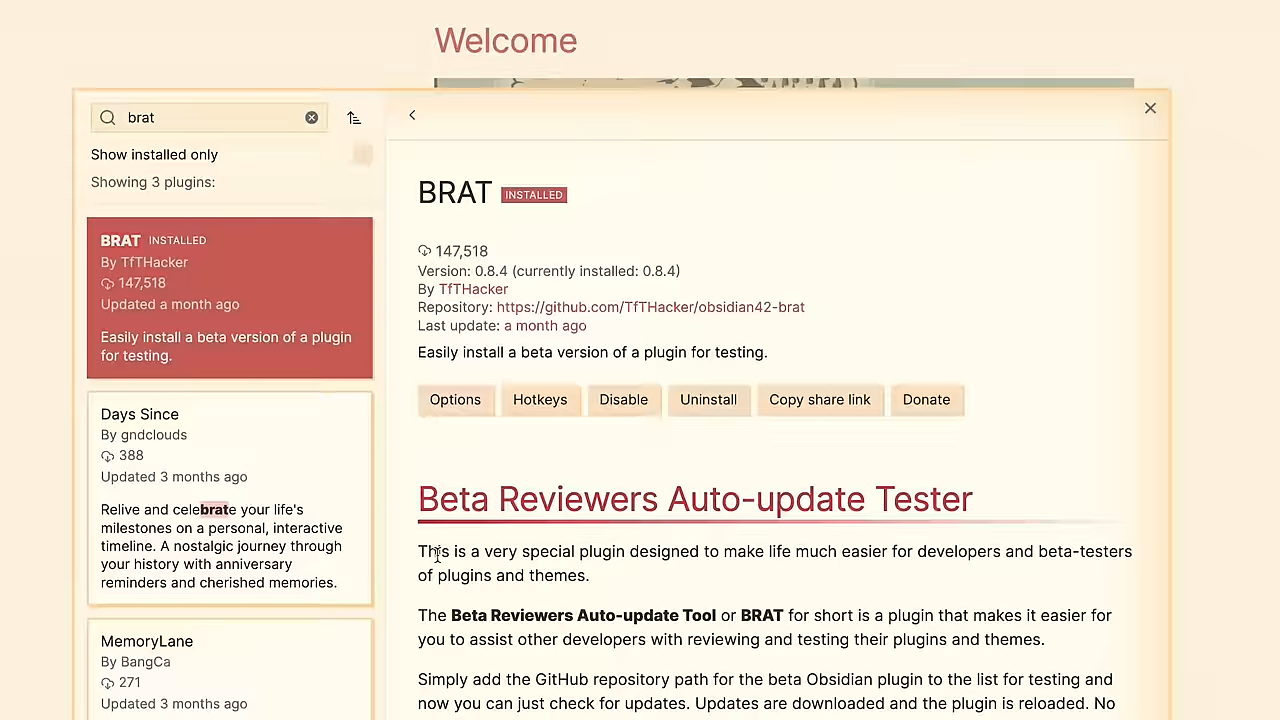 Welcome
brat
Show installed only
Showing 3 plugins:
BRAT INSTALLED
By TfTHacker
147,518
Updated a month ago
Easily install a beta version of a plugin
for testing.
Days Since
By gndclouds
388
Updated 3 months ago
Relive and celebrate your life's
milestones on a personal, interactive
timeline. A nostalgic journey through
your history with anniversary
reminders and cherished memories.
MemoryLane
By BangCa
271
Updated 3 months ago
BRAT INSTALLED
147,518
Version: 0.8.4 (currently installed: 0.8.4)
By TfTHacker
Repository: https://github.com/TfTHacker/obsidian42-brat
Last update: a month ago
Easily install a beta version of a plugin for testing.
Options Hotkeys Disable Uninstall Copy share link Donate
Beta Reviewers Auto-update Tester
This is a very special plugin designed to make life much easier for developers and beta-testers
of plugins and themes.
The Beta Reviewers Auto-update Tool or BRAT for short is a plugin that makes it easier for
you to assist other developers with reviewing and testing their plugins and themes.
Simply add the GitHub repository path for the beta Obsidian plugin to the list for testing and
now you can just check for updates. Updates are downloaded and the plugin is reloaded. No